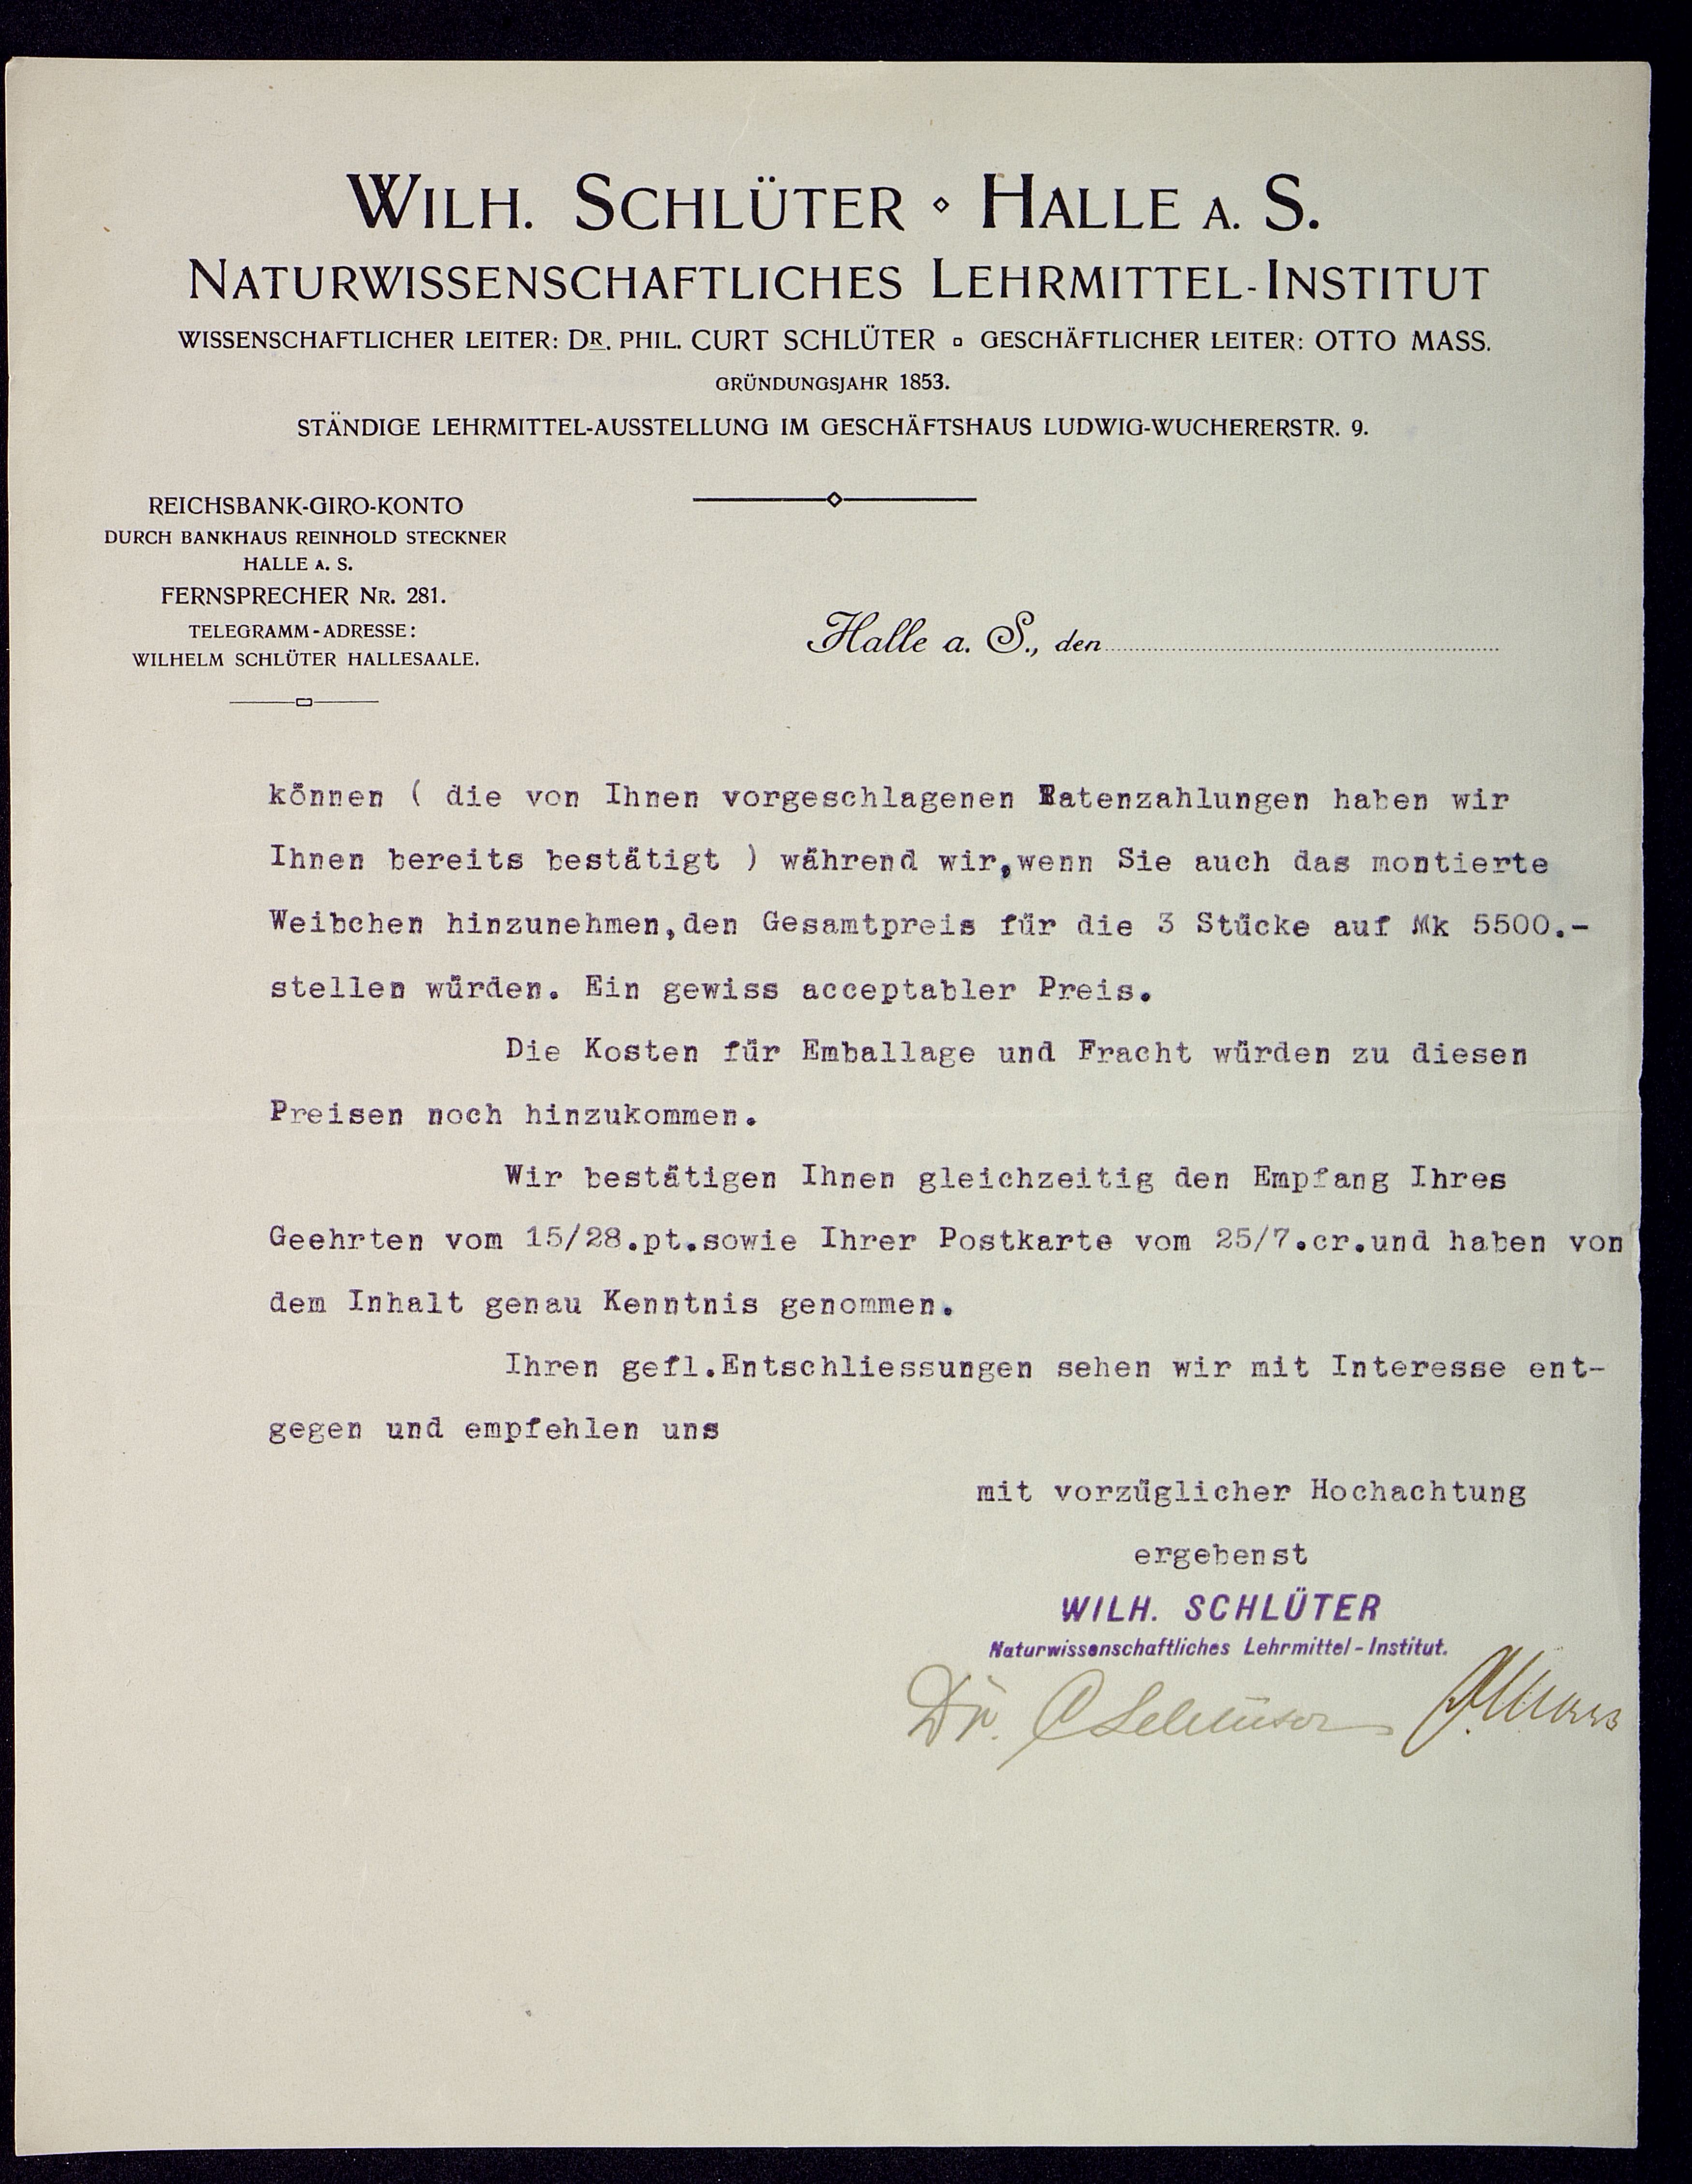 WILH. SCHLÜTER ⋄ HALLE A. S.
NATURWISSENSCHAFTLICHES LEHRMITTEL-INSTITUT
WISSENSCHAFTLICHER LEITER: DR. PHIL. CURT SCHLÜTER ▫ GESCHÄFTLICHER LEITER: OTTO MASS.
GRÜNDUNGSJAHR 1853.
STÄNDIGE LEHRMITTEL-AUSSTELLUNG IM GESCHÄFTSHAUS LUDWIG-WUCHERERSTR. 9.
REICHSBANK-GIRO-KONTO
DURCH BANKHAUS REINHOLD STECKNER
HALLE A. S.
FERNSPRECHER NR. 281.
TELEGRAMM-ADRESSE:
WILHELM SCHLÜTER HALLESAALE.
Halle a. S., den
können ( die von Ihnen vorgeschlagenen Ratenzahlungen haben wir
Ihnen bereits bestätigt ) während wir,wenn Sie auch das montierte
Weibchen hinzunehmen,den Gesamtpreis für die 3 Stücke auf Mk 5500.-
stellen würden. Ein gewiss acceptabler Preis.
Die Kosten für Emballage und Fracht würden zu diesen
Preisen noch hinzukommen.
Wir bestätigen Ihnen gleichzeitig den Empfang Ihres
Geehrten vom 15/28.pt.sowie Ihrer Postkarte vom 25/7.cr.und haben von
dem Inhalt genau Kenntnis genommen.
Ihren gefl.Entschliessungen sehen wir mit Interesse ent-
gegen und empfehlen uns
mit vorzüglicher Hochachtung
ergebenst
WILH. SCHLÜTER
Naturwissenschaftliches Lehrmittel-Institut.
Dr. C Schlüter